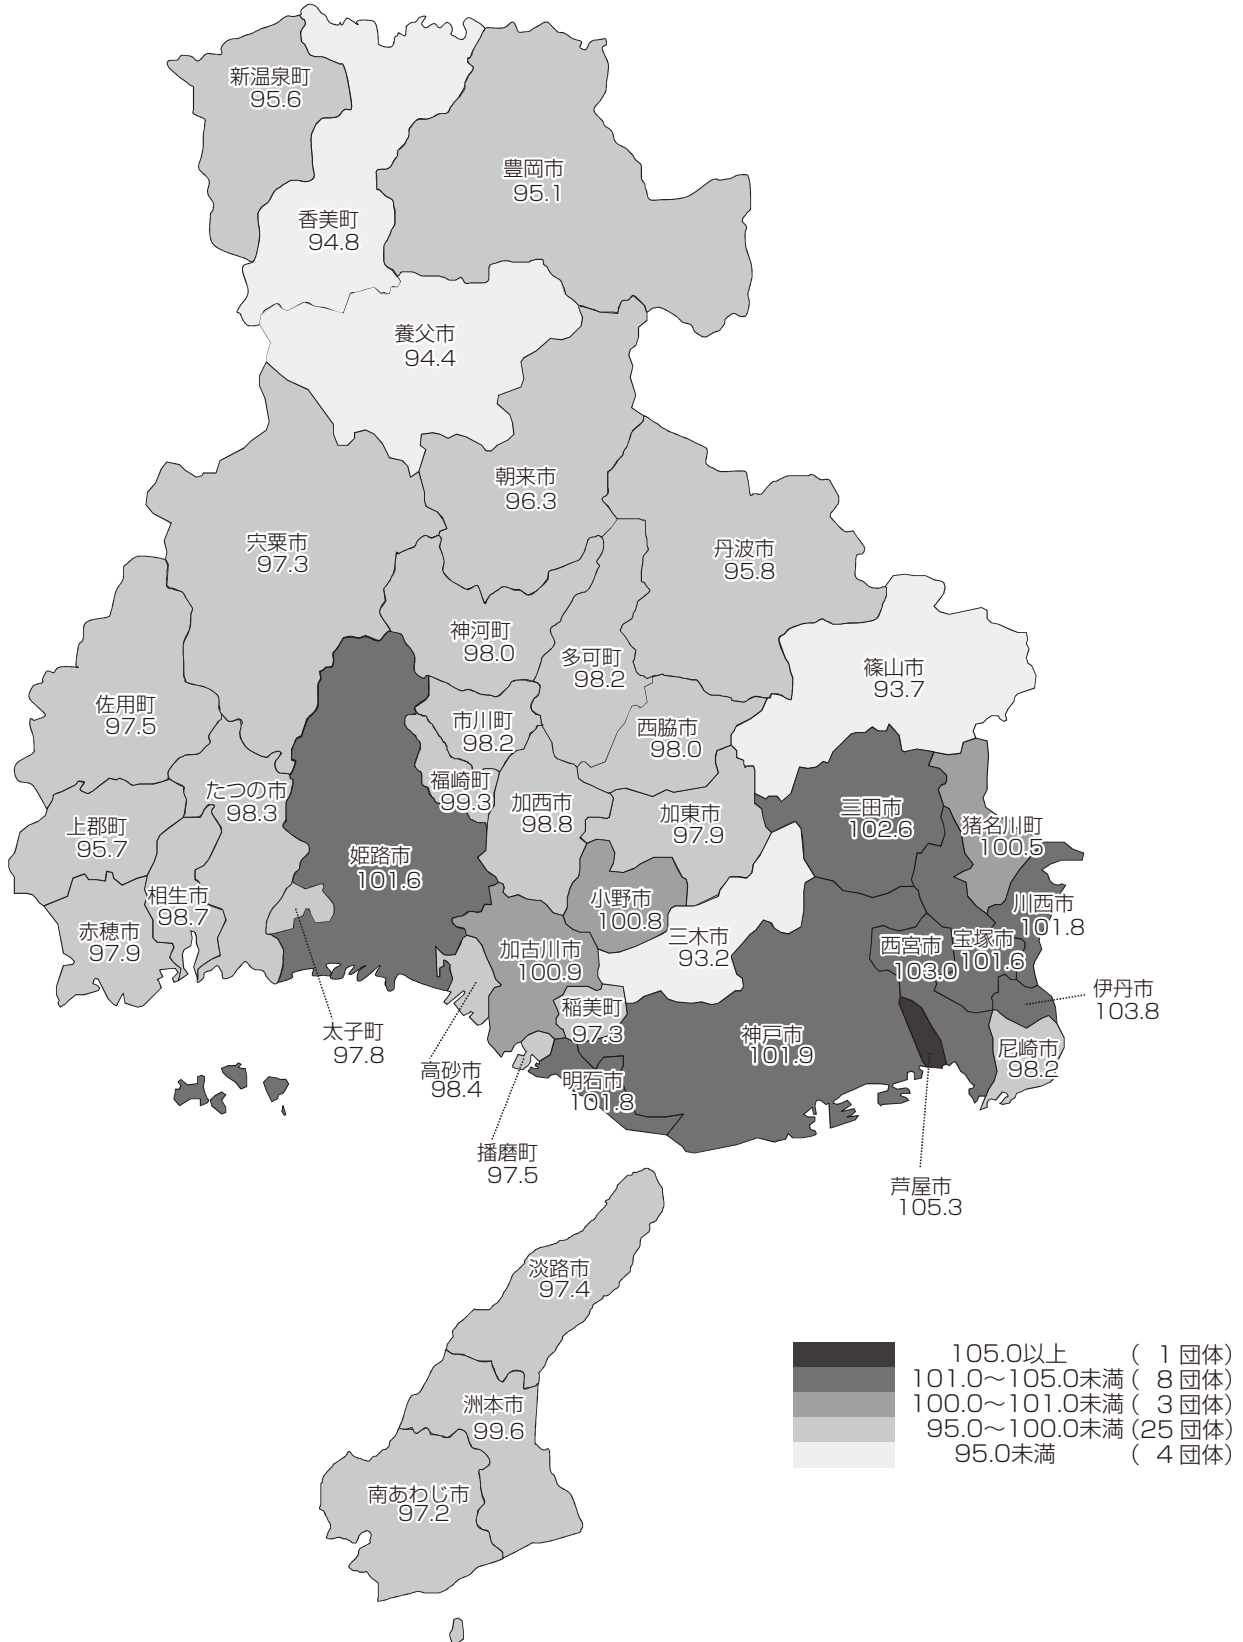 新温泉町
95.6
豊岡市
95.1
香美町
94.8
養父市
94.4
朝来市
96.3
宍粟市
97.3
丹波市
95.8
神河町
98.0
多可町
98.2
篠山市
93.7
佐用町
97.5
市川町
98.2
西脇市
98.0
たつの市
98.3
福崎町
99.3
加西市
98.8
加東市
97.9
三田市
102.6
猪名川町
100.5
上郡町
95.7
姫路市
101.6
相生市
98.7
小野市
100.8
川西市
101.8
赤穂市
97.9
加古川市
100.9
三木市
93.2
西宮市
103.0
宝塚市
101.6
伊丹市
103.8
太子町
97.8
稲美町
97.3
神戸市
101.9
尼崎市
98.2
高砂市
98.4
明石市
101.8
播磨町
97.5
芦屋市
105.3
淡路市
97.4
洲本市
99.6
南あわじ市
97.2
105.0以上 ( 1団体)
101.0～105.0未満 ( 8団体)
100.0～101.0未満 ( 3団体)
95.0～100.0未満 (25団体)
95.0未満 ( 4団体)